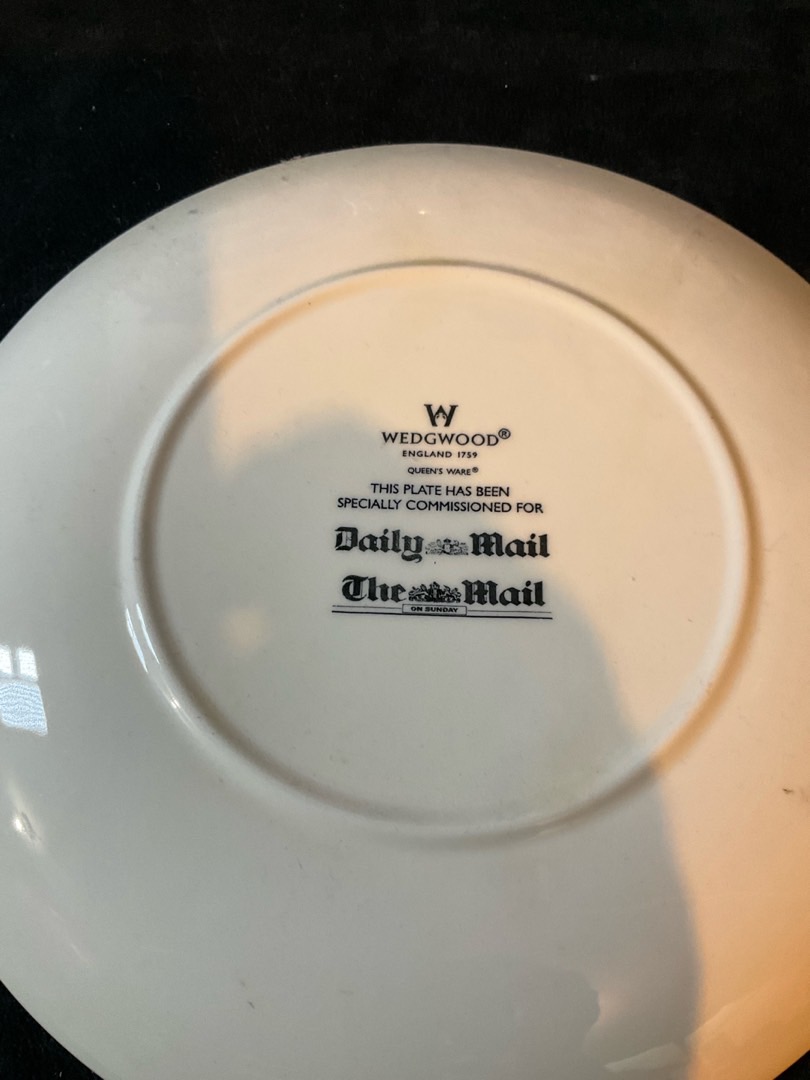 W
WEDGWOOD®
ENGLAND 1759
QUEEN'S WARE®
THIS PLATE HAS BEEN
SPECIALLY COMMISSIONED FOR
Daily Mail
The Mail
ON SUNDAY